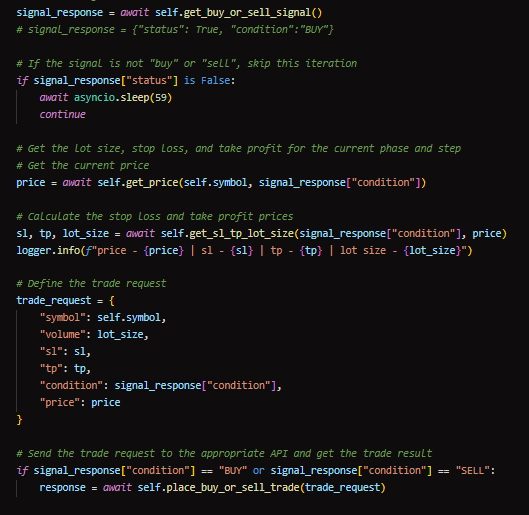 signal_response = await self.get_buy_or_sell_signal()
# signal_response = {"status": True, "condition":"BUY"}

# If the signal is not "buy" or "sell", skip this iteration
if signal_response["status"] is False:
    await asyncio.sleep(59)
    continue

# Get the lot size, stop loss, and take profit for the current phase and step
# Get the current price
price = await self.get_price(self.symbol, signal_response["condition"])

# Calculate the stop loss and take profit prices
sl, tp, lot_size = await self.get_sl_tp_lot_size(signal_response["condition"], price)
logger.info(f"price - {price} | sl - {sl} | tp - {tp} | lot size - {lot_size}")

# Define the trade request
trade_request = {
    "symbol": self.symbol,
    "volume": lot_size,
    "sl": sl,
    "tp": tp,
    "condition": signal_response["condition"],
    "price": price
}

# Send the trade request to the appropriate API and get the trade result
if signal_response["condition"] == "BUY" or signal_response["condition"] == "SELL":
    response = await self.place_buy_or_sell_trade(trade_request)